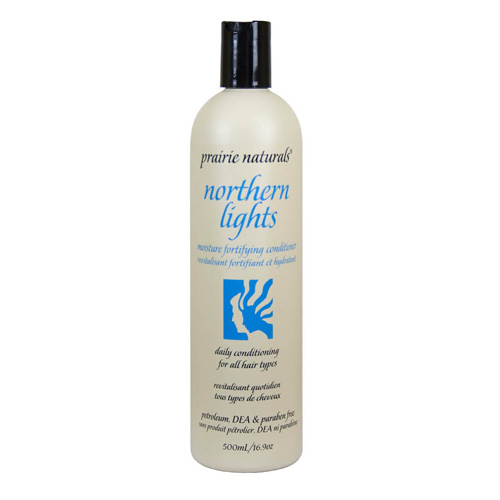 prairie naturals®
northern
lights
moisture fortifying conditioner
revitalisant fortifiant et hydratant
daily conditioning
for all hair types
revitalisant quotidien
tous types de cheveux
petroleum, DEA & paraben free
sans produit pétrolier, DEA ni parabène
500mL/16.9oz